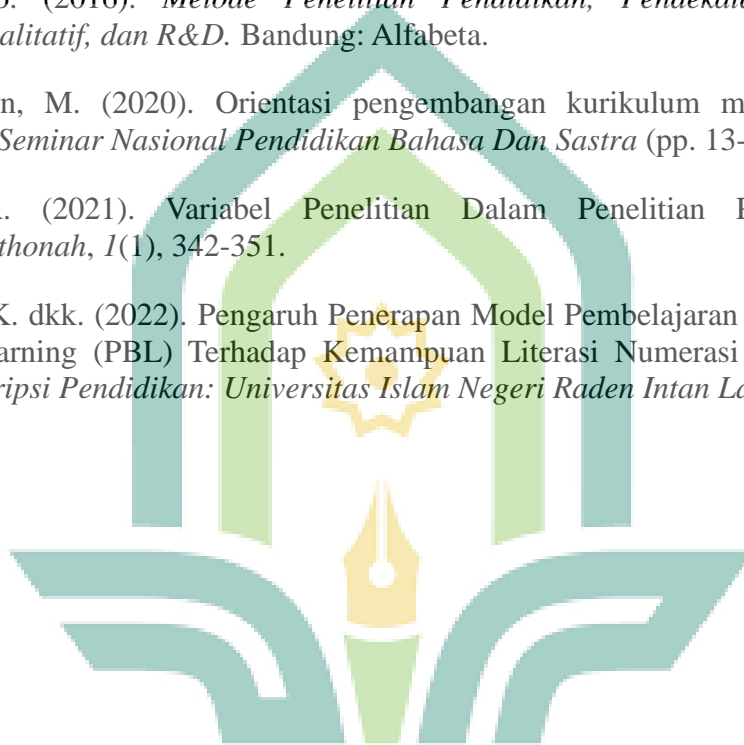 (2016). Metode Penelitian Pendidikan, Pendekat
alitatif, dan R&D. Bandung: Alfabeta.
n, M. (2020). Orientasi pengembangan kurikulum m
Seminar Nasional Pendidikan Bahasa Dan Sastra (pp. 13-
. (2021). Variabel Penelitian Dalam Penelitian
thonah, 1(1), 342-351.
K. dkk. (2022). Pengaruh Penerapan Model Pembelajaran
arning (PBL) Terhadap Kemampuan Literasi Numerasi
ripsi Pendidikan: Universitas Islam Negeri Raden Intan La